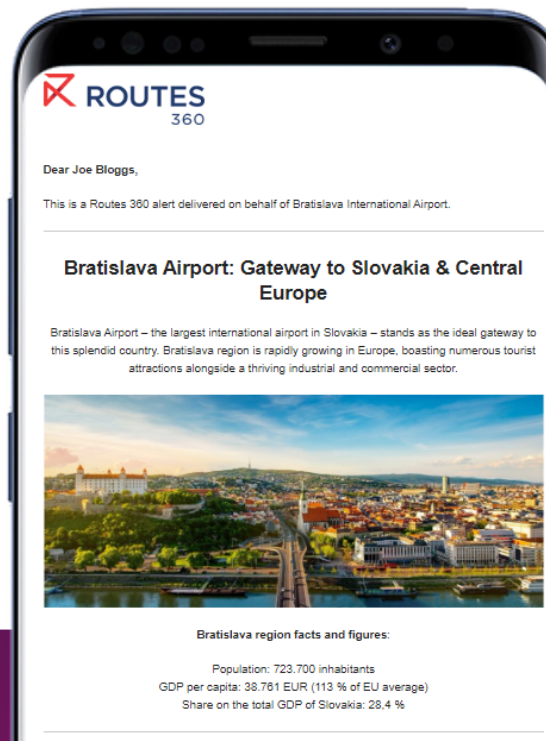 ROUTES
360
Dear Joe Bloggs,
This is a Routes 360 alert delivered on behalf of Bratislava International Airport.
Bratislava Airport: Gateway to Slovakia & Central
Europe
Bratislava Airport – the largest international airport in Slovakia – stands as the ideal gateway to
this splendid country. Bratislava region is rapidly growing in Europe, boasting numerous tourist
attractions alongside a thriving industrial and commercial sector.
Bratislava region facts and figures:
Population: 723.700 inhabitants
GDP per capita: 38.761 EUR (113 % of EU average)
Share on the total GDP of Slovakia: 28,4 %